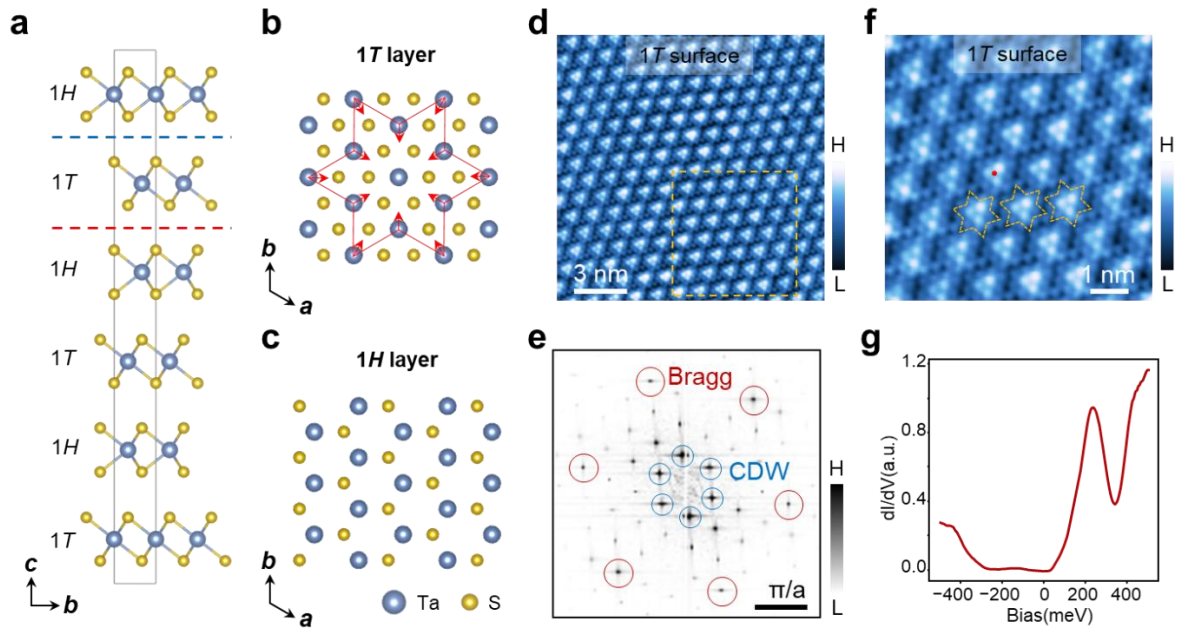 a
1H
1T
1H
1T
1H
1T
c
b
b
1T layer
b
a
c
1H layer
b
a
Ta
S
d
1T surface
3 nm
H
L
e
Bragg
CDW
π/a
H
L
f
1T surface
1 nm
H
L
g
1.2
0.8
0.4
0.0
dI/dV(a.u.)
−400 −200 0 200 400
Bias(meV)